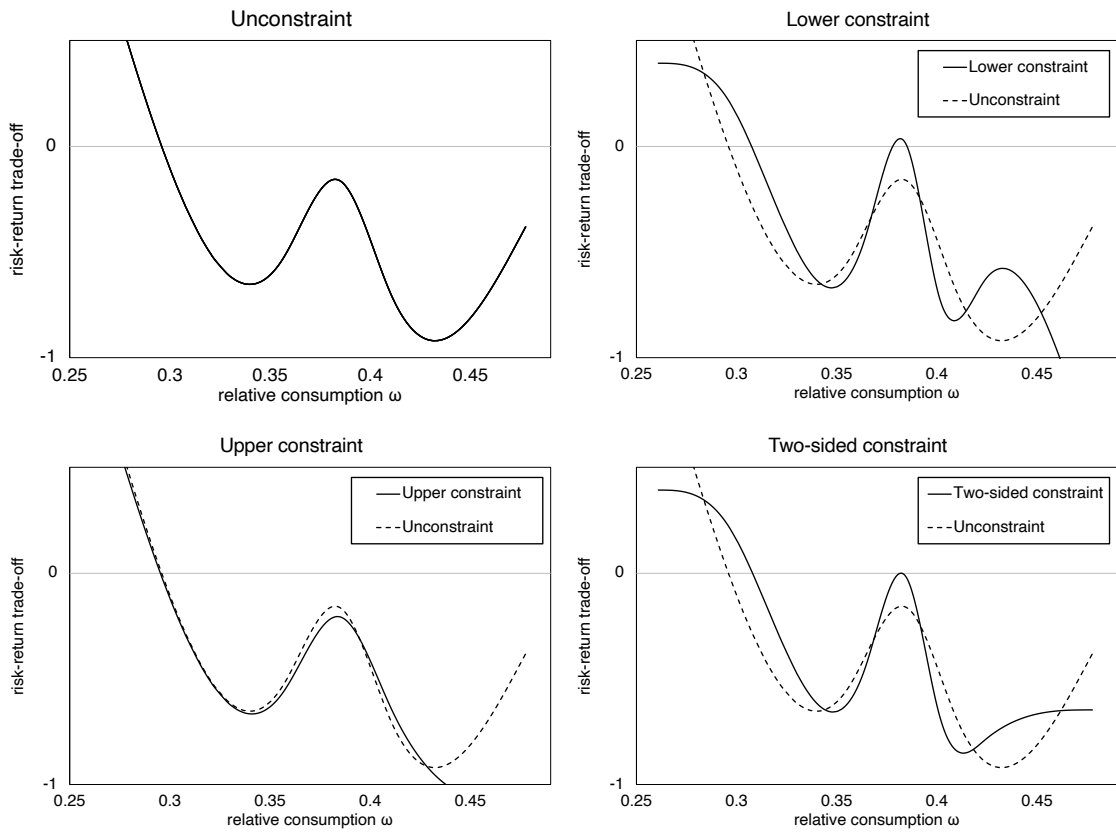 Unconstraint
risk-return trade-off
0
-1
0.25 0.3 0.35 0.4 0.45
relative consumption ω
Lower constraint
risk-return trade-off
Lower constraint
Unconstraint
0
-1
0.25 0.3 0.35 0.4 0.45
relative consumption ω
Upper constraint
risk-return trade-off
Upper constraint
Unconstraint
0
-1
0.25 0.3 0.35 0.4 0.45
relative consumption ω
Two-sided constraint
risk-return trade-off
Two-sided constraint
Unconstraint
0
-1
0.25 0.3 0.35 0.4 0.45
relative consumption ω